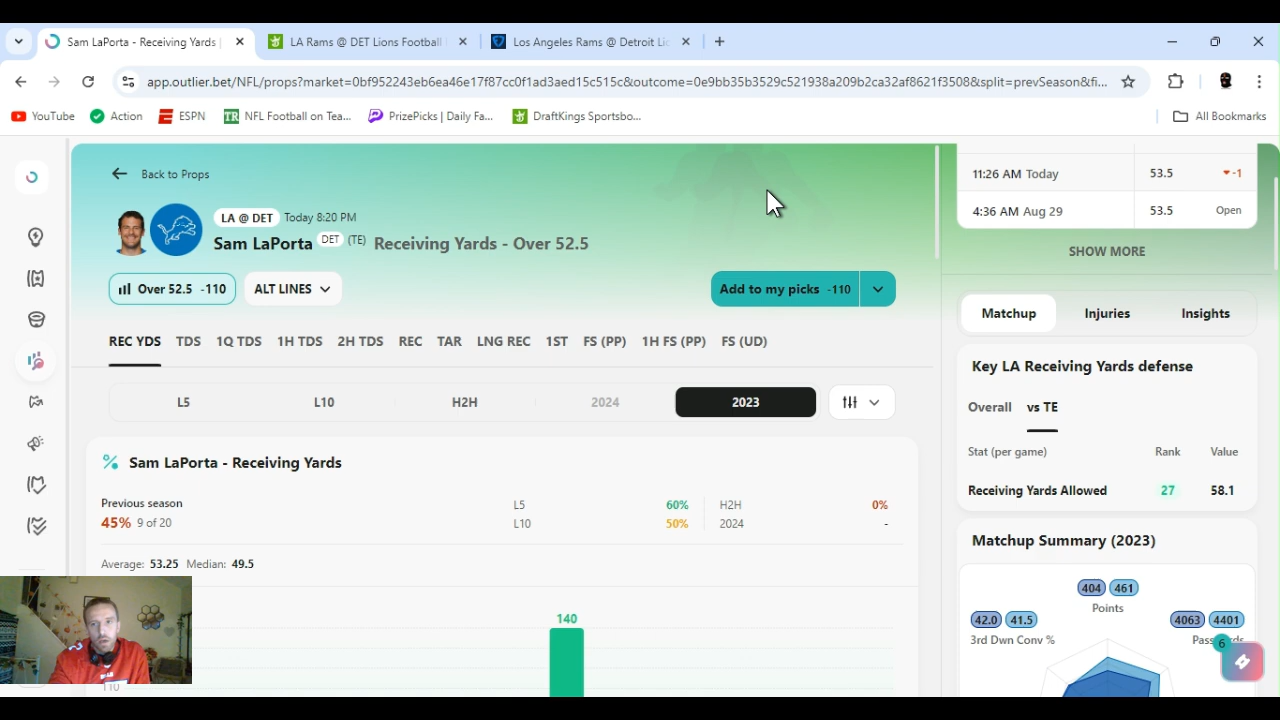 Sam LaPorta - Receiving Yards
LA Rams @ DET Lions Football
Los Angeles Rams @ Detroit Lic
app.outlier.bet/NFL/props?market=0bf952243eb6ea46e17f87cc0f1ad3aed15c515c&outcome=0e9bb35b3529c521938a209b2ca32af8621f3508&split=prevSeason&fi...
YouTube
Action
ESPN
NFL Football on Tea...
PrizePicks | Daily Fa...
DraftKings Sportsbo...
All Bookmarks
Back to Props
LA @ DET Today 8:20 PM
Sam LaPorta DET (TE) Receiving Yards - Over 52.5
Over 52.5 -110
ALT LINES
Add to my picks -110
REC YDS TDS 1Q TDS 1H TDS 2H TDS REC TAR LNG REC 1ST FS (PP) 1H FS (PP) FS (UD)
L5 L10 H2H 2024 2023
% Sam LaPorta - Receiving Yards
Previous season
45% 9 of 20
L5 60%
L10 50%
H2H 0%
2024 -
Average: 53.25 Median: 49.5
140
110
11:26 AM Today 53.5 -1
4:36 AM Aug 29 53.5 Open
SHOW MORE
Matchup Injuries Insights
Key LA Receiving Yards defense
Overall vs TE
Stat (per game) Rank Value
Receiving Yards Allowed 27 58.1
Matchup Summary (2023)
404 461
Points
42.0 41.5
3rd Dwn Conv %
4063 4401
6